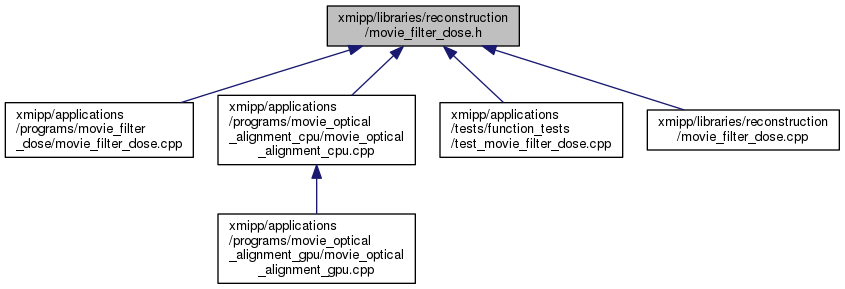 xmipp/libraries/reconstruction
/movie_filter_dose.h
xmipp/applications
/programs/movie_filter
_dose/movie_filter_dose.cpp
xmipp/applications
/programs/movie_optical
_alignment_cpu/movie_optical
_alignment_cpu.cpp
xmipp/applications
/tests/function_tests
/test_movie_filter_dose.cpp
xmipp/libraries/reconstruction
/movie_filter_dose.cpp
xmipp/applications
/programs/movie_optical
_alignment_gpu/movie_optical
_alignment_gpu.cpp